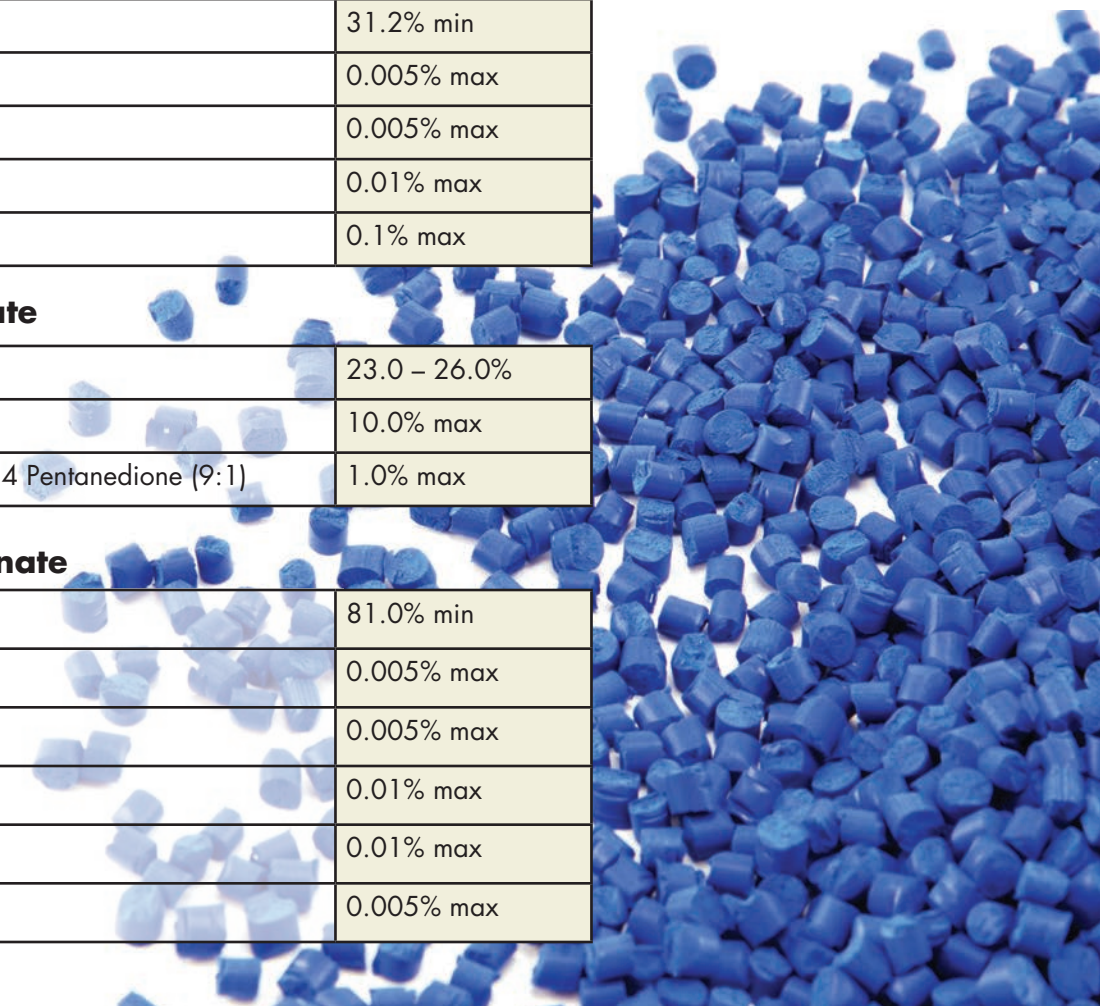 31.2% min
0.005% max
0.005% max
0.01% max
0.1% max
ate
23.0 – 26.0%
10.0% max
4 Pentanedione (9:1) 1.0% max
nate
81.0% min
0.005% max
0.005% max
0.01% max
0.01% max
0.005% max